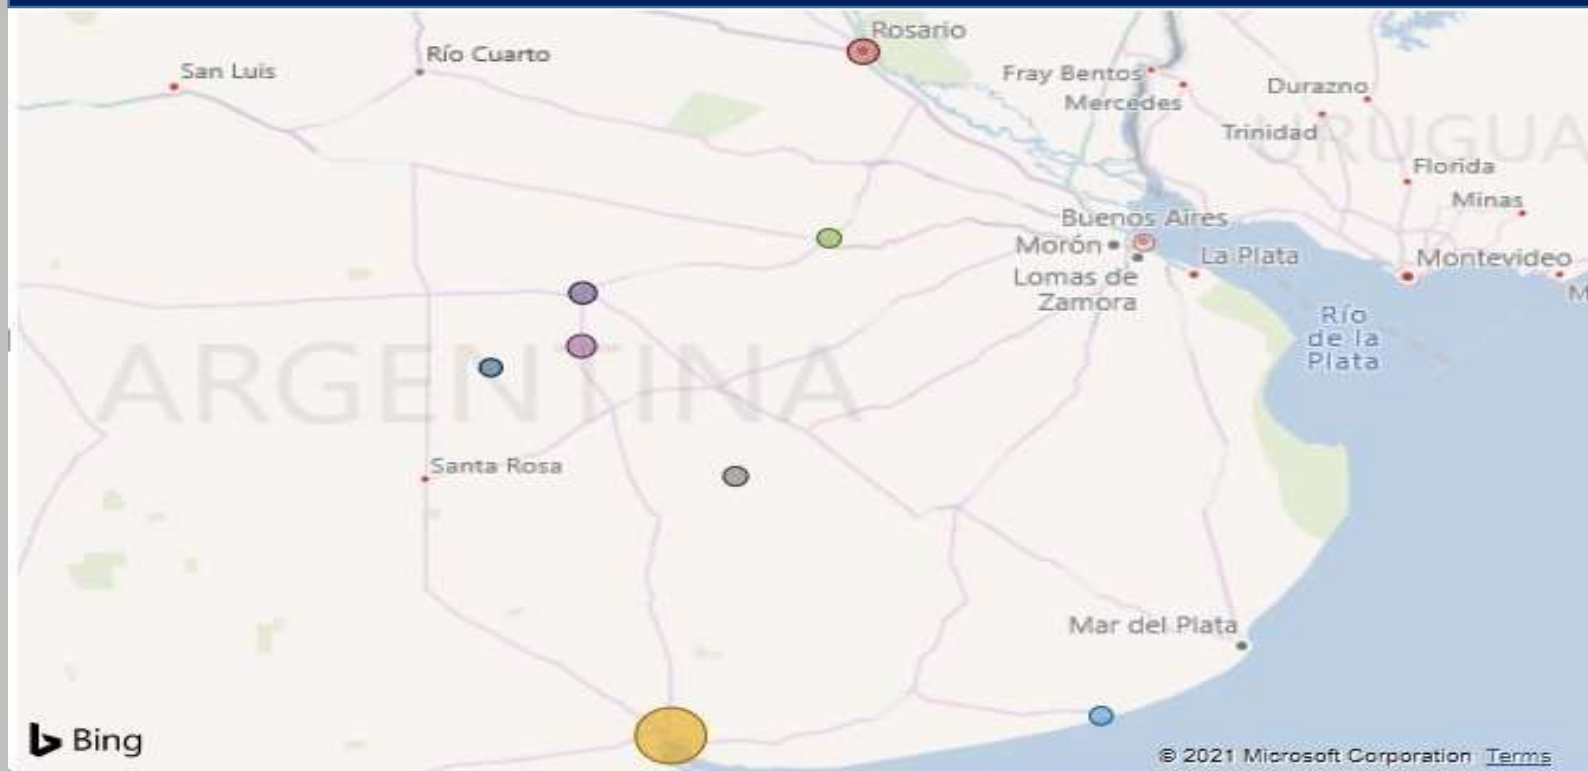 Rosario
Río Cuarto
San Luis
Fray Bentos
Mercedes
Durazno
Trinidad
URUGUA
Florida
Minas
Buenos Aires
Morón
La Plata
Montevideo
Lomas de
Zamora
M
Río
de la
Plata
ARGENTINA
Santa Rosa
Mar del Plata
Bing
© 2021 Microsoft Corporation Terms